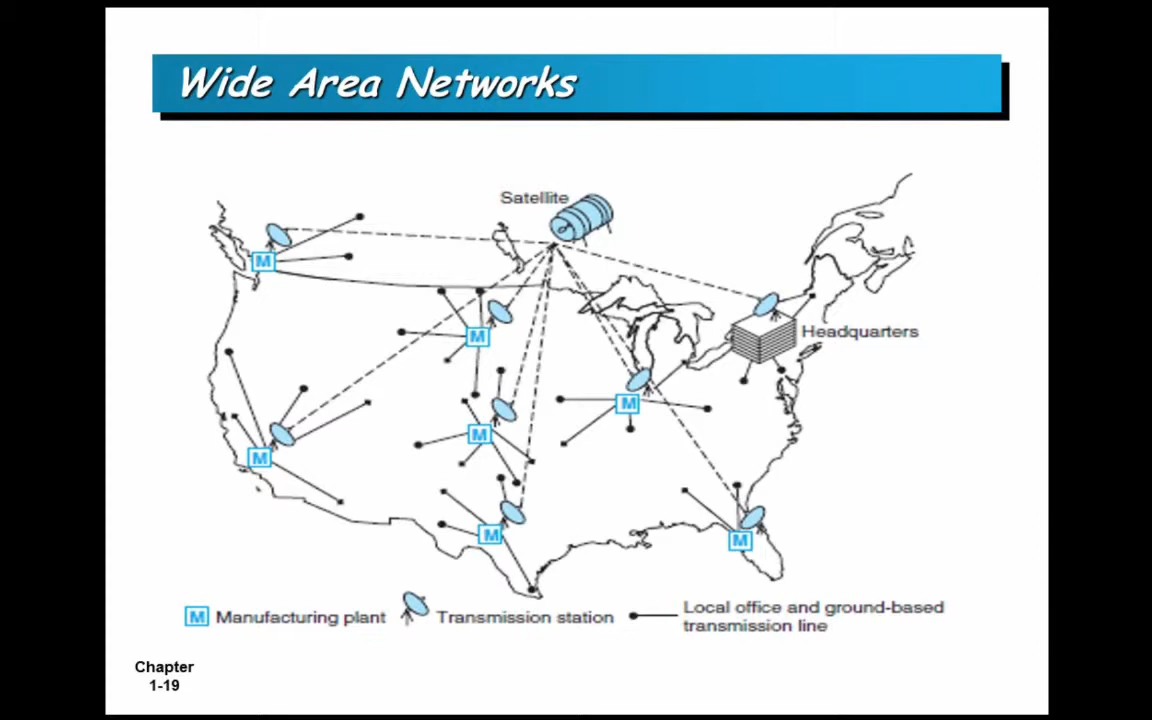 Wide Area Networks
Satellite
M
M
Headquarters
M
M
M
M
M
M Manufacturing plant
Transmission station
Local office and ground-based
transmission line
Chapter
1-19